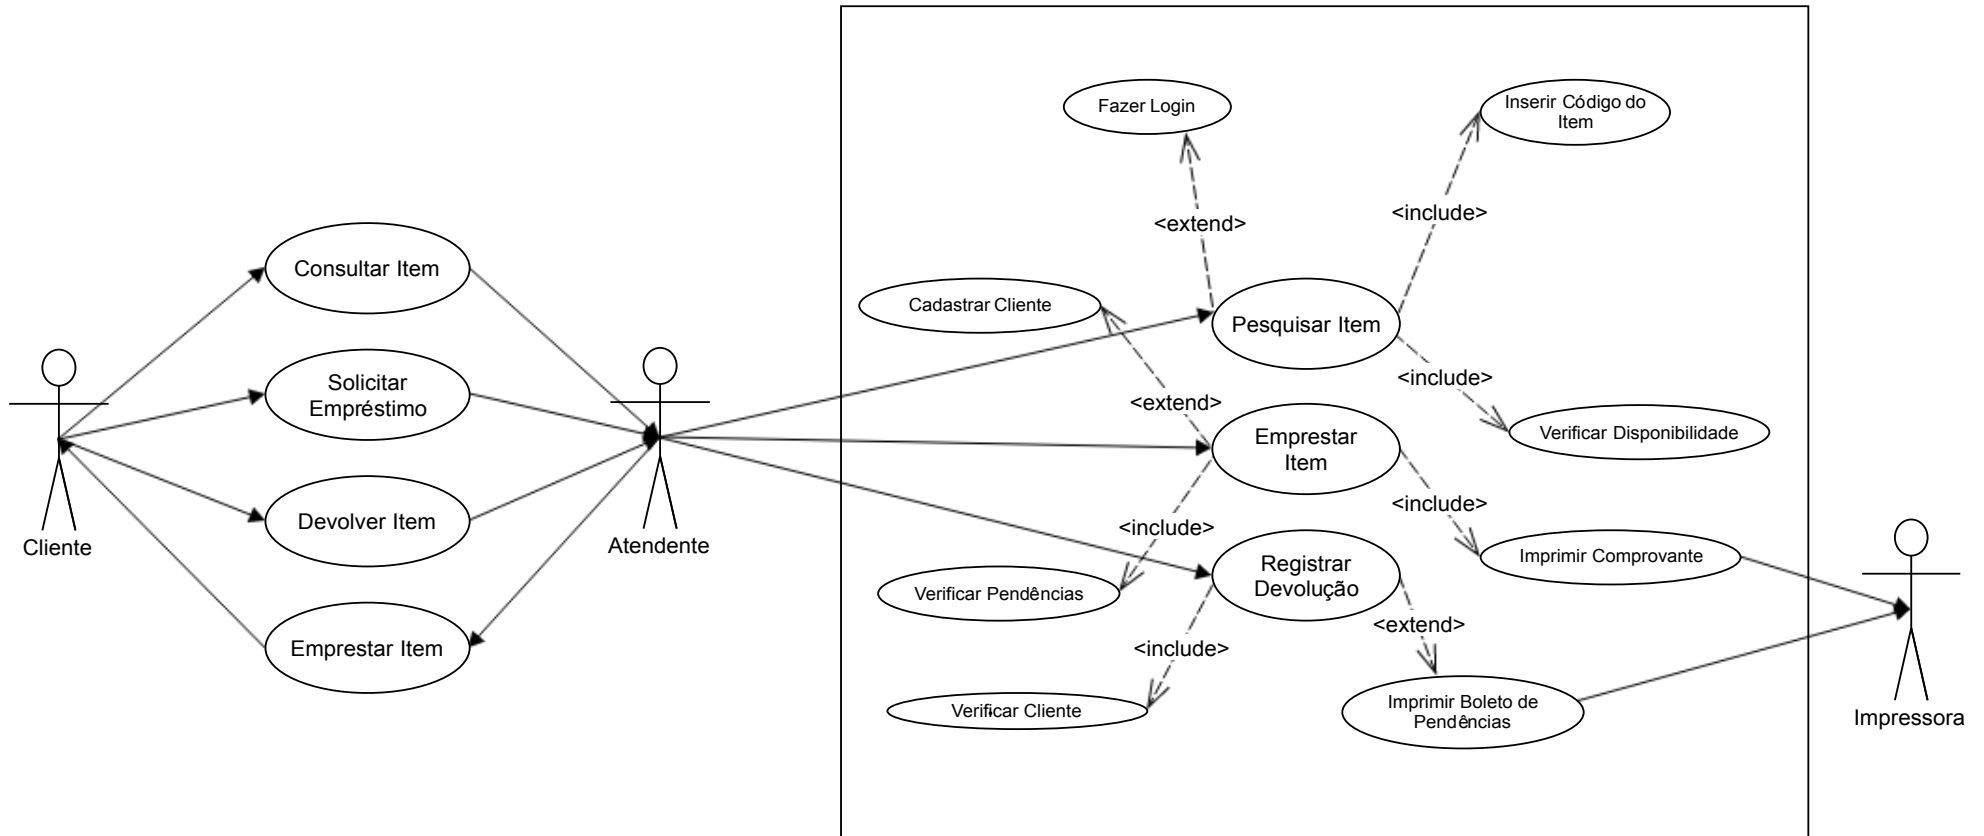 Fazer Login
Inserir Código do
Item
<extend>
<include>
Consultar Item
Cadastrar Cliente
Pesquisar Item
Solicitar
Empréstimo
<include>
<extend>
Emprestar
Item
Verificar Disponibilidade
Devolver Item
<include>
<include>
Cliente
Atendente
Registrar
Devolução
Imprimir Comprovante
Verificar Pendências
<extend>
Emprestar Item
<include>
Verificar Cliente
Imprimir Boleto de
Pendências
Impressora